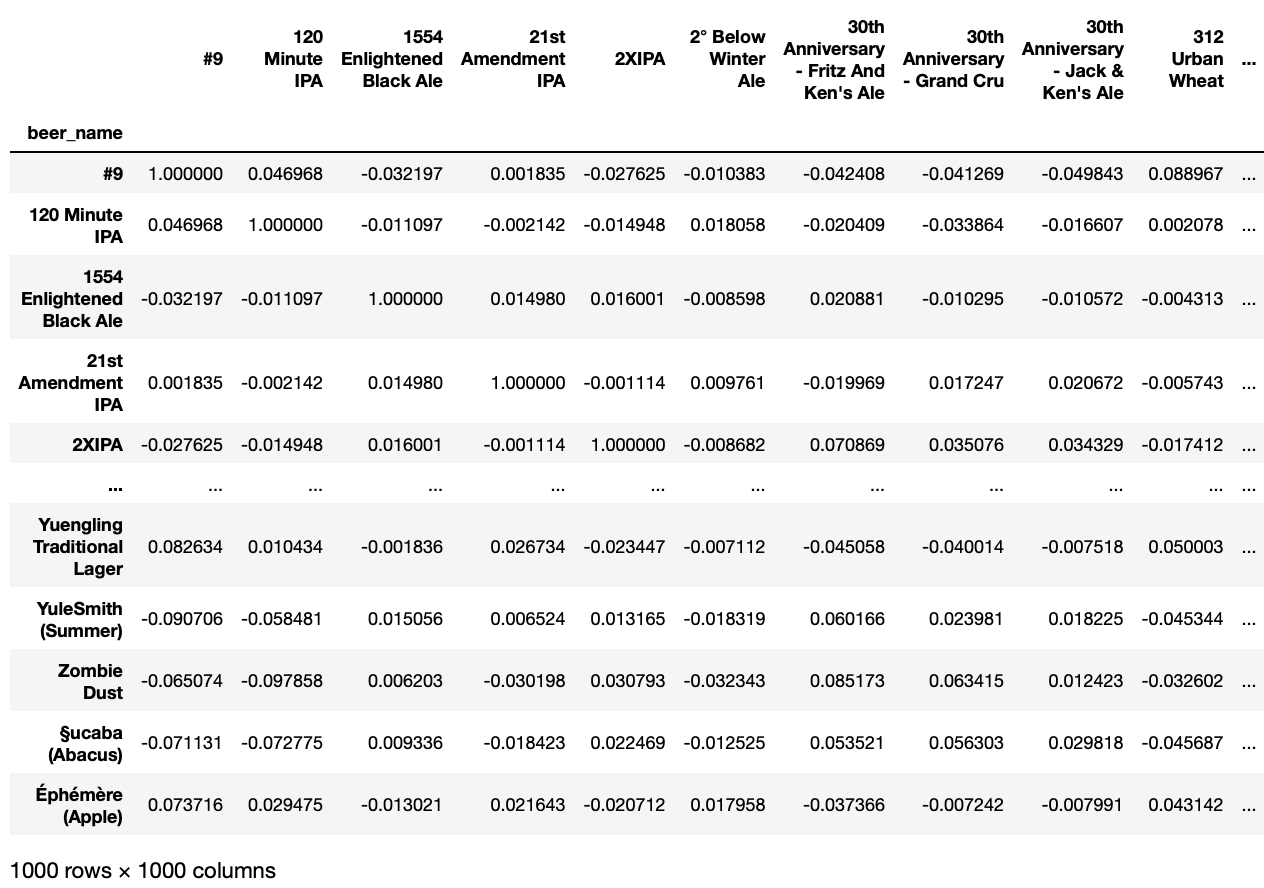 #9 120 Minute IPA 1554 Enlightened Black Ale 21st Amendment IPA 2XIPA 2° Below Winter Ale 30th Anniversary - Fritz And Ken's Ale 30th Anniversary - Grand Cru 30th Anniversary - Jack & Ken's Ale 312 Urban Wheat ...
beer_name
#9 1.000000 0.046968 -0.032197 0.001835 -0.027625 -0.010383 -0.042408 -0.041269 -0.049843 0.088967 ...
120 Minute IPA 0.046968 1.000000 -0.011097 -0.002142 -0.014948 0.018058 -0.020409 -0.033864 -0.016607 0.002078 ...
1554 Enlightened Black Ale -0.032197 -0.011097 1.000000 0.014980 0.016001 -0.008598 0.020881 -0.010295 -0.010572 -0.004313 ...
21st Amendment IPA 0.001835 -0.002142 0.014980 1.000000 -0.001114 0.009761 -0.019969 0.017247 0.020672 -0.005743 ...
2XIPA -0.027625 -0.014948 0.016001 -0.001114 1.000000 -0.008682 0.070869 0.035076 0.034329 -0.017412 ...
... ... ... ... ... ... ... ... ... ... ... ...
Yuengling Traditional Lager 0.082634 0.010434 -0.001836 0.026734 -0.023447 -0.007112 -0.045058 -0.040014 -0.007518 0.050003 ...
YuleSmith (Summer) -0.090706 -0.058481 0.015056 0.006524 0.013165 -0.018319 0.060166 0.023981 0.018225 -0.045344 ...
Zombie Dust -0.065074 -0.097858 0.006203 -0.030198 0.030793 -0.032343 0.085173 0.063415 0.012423 -0.032602 ...
§ucaba (Abacus) -0.071131 -0.072775 0.009336 -0.018423 0.022469 -0.012525 0.053521 0.056303 0.029818 -0.045687 ...
Éphémère (Apple) 0.073716 0.029475 -0.013021 0.021643 -0.020712 0.017958 -0.037366 -0.007242 -0.007991 0.043142 ...
1000 rows × 1000 columns